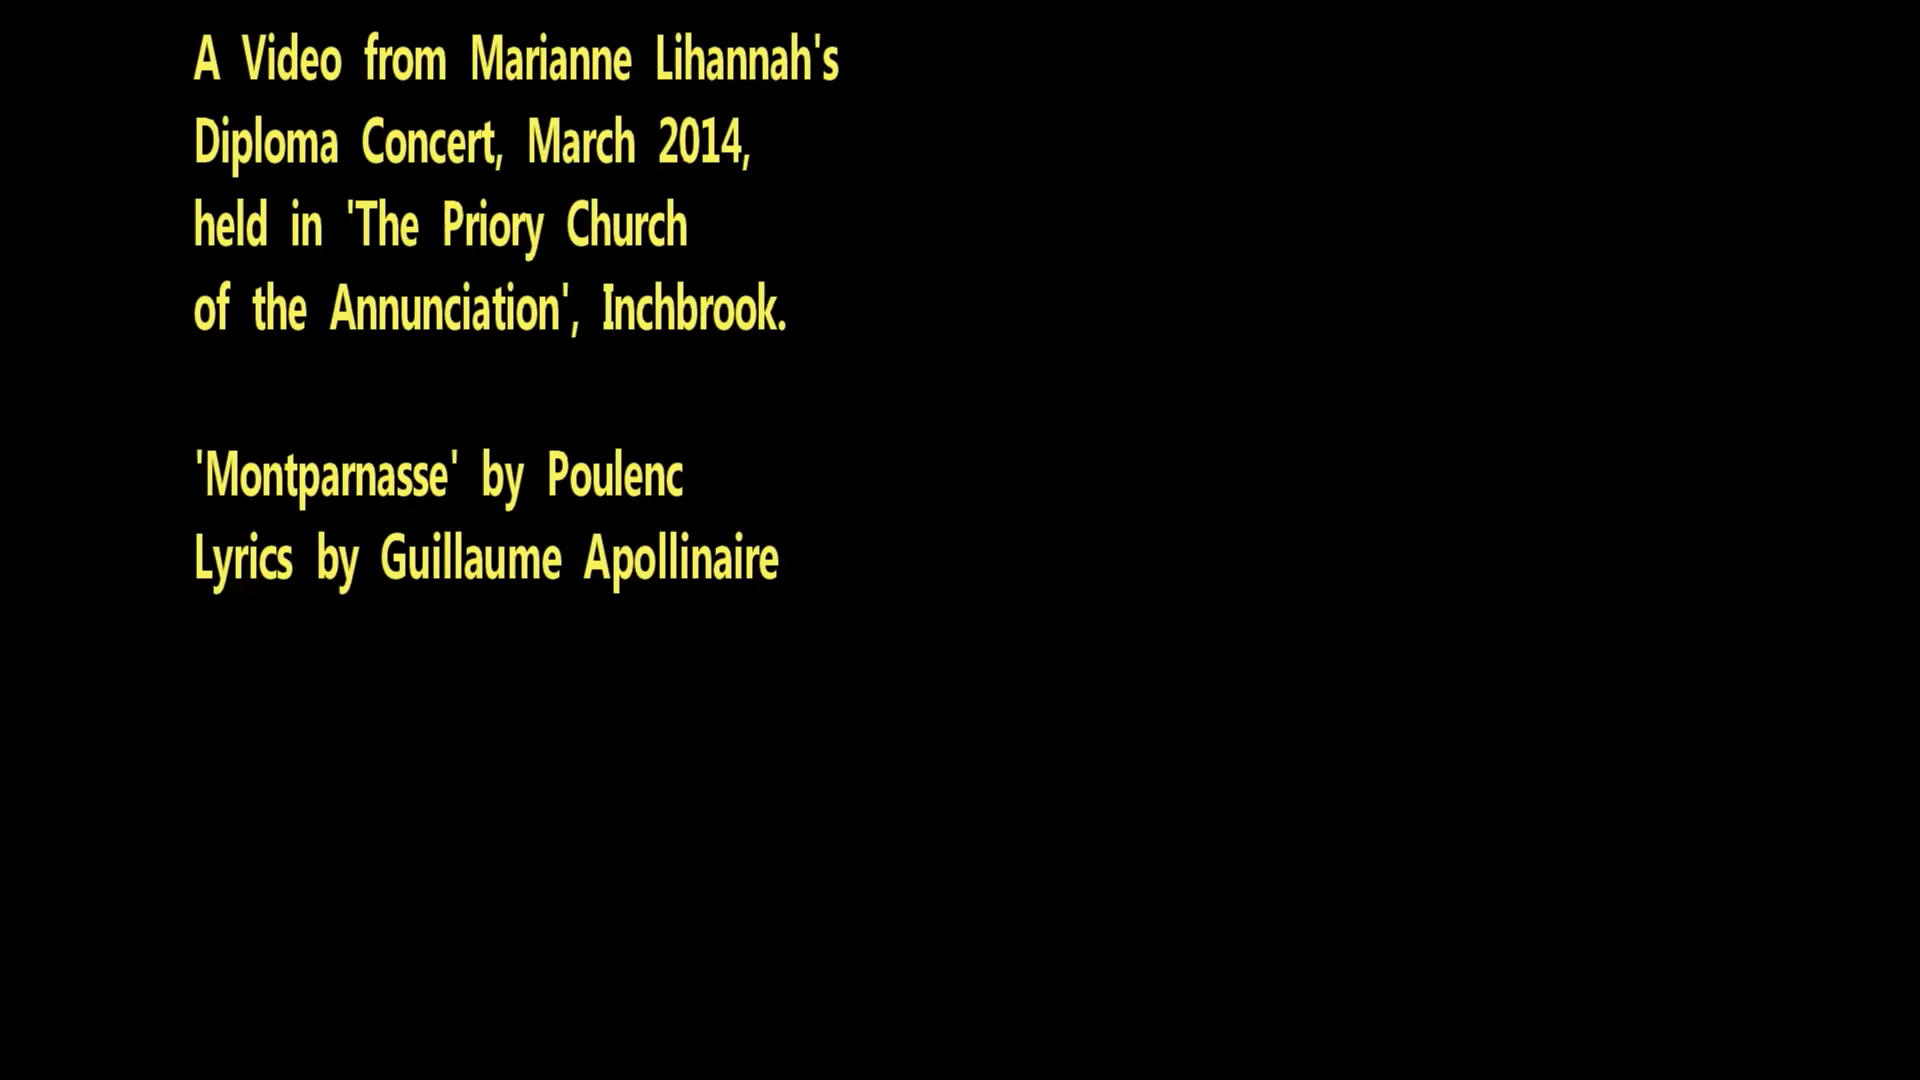 A Video from Marianne Lihannah's
Diploma Concert, March 2014,
held in 'The Priory Church
of the Annunciation', Inchbrook.
'Montparnasse' by Poulenc
Lyrics by Guillaume Apollinaire